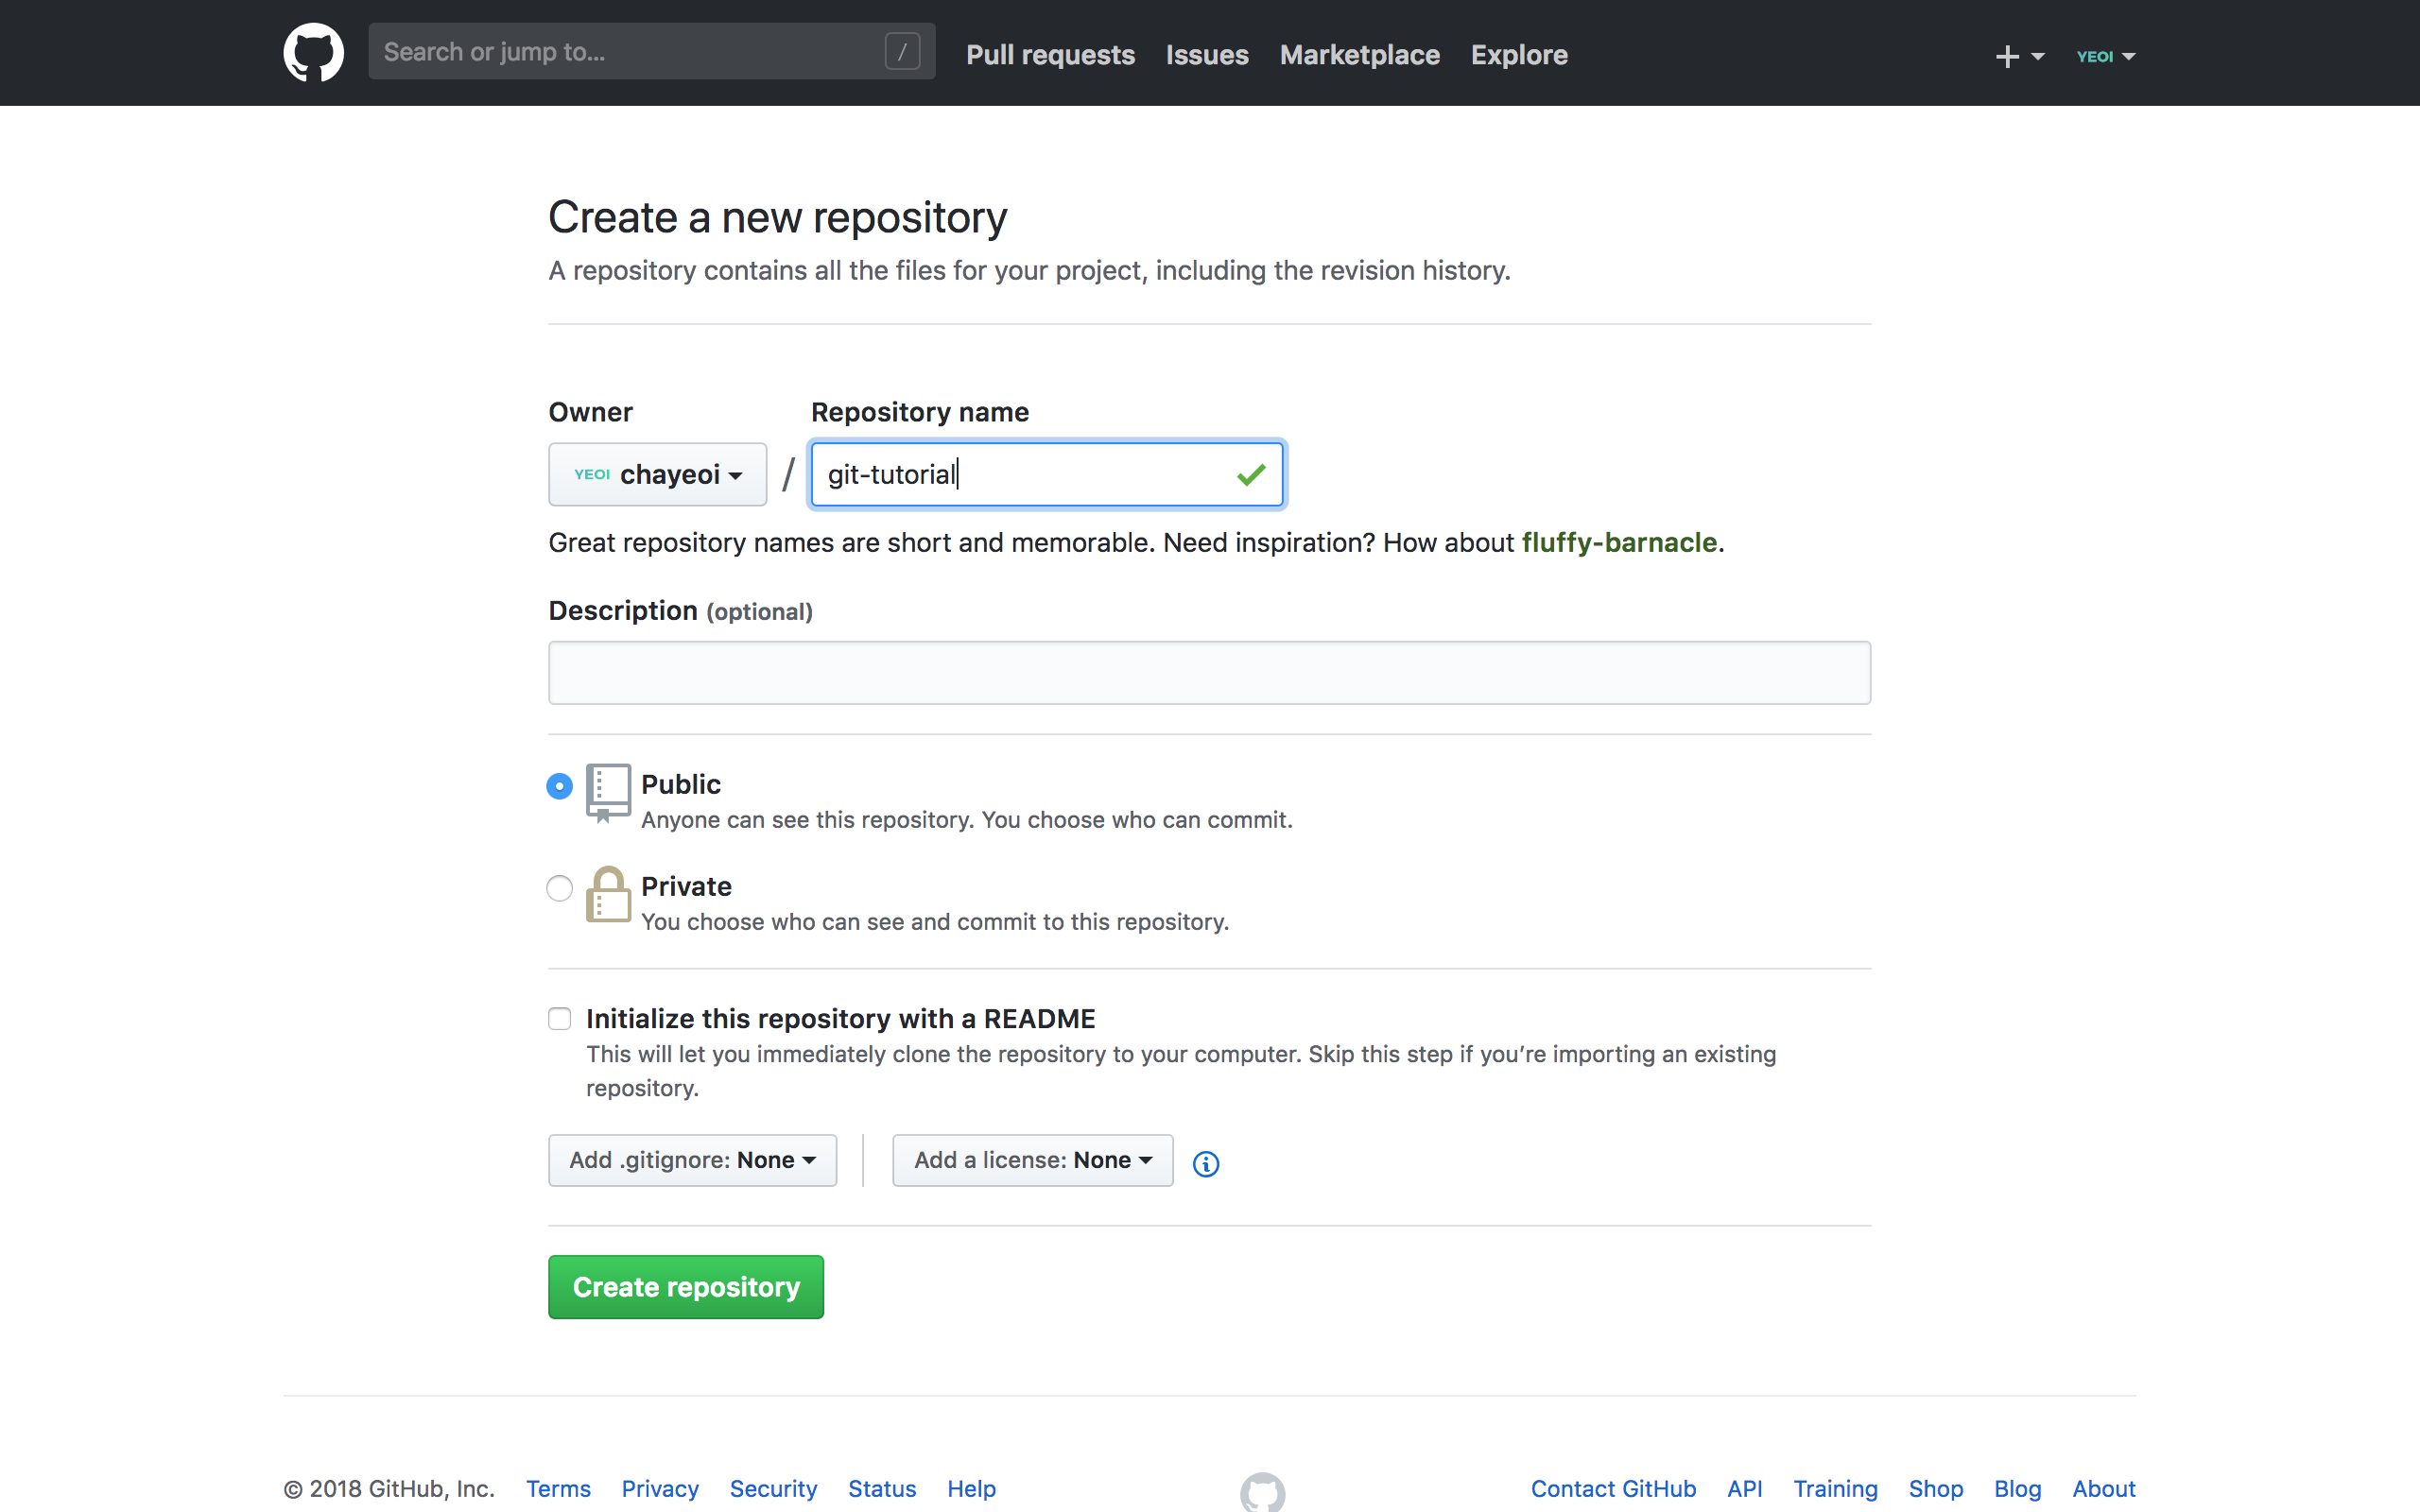 Search or jump to... / Pull requests Issues Marketplace Explore YEOI
Create a new repository
A repository contains all the files for your project, including the revision history.
Owner Repository name
YEOI chayeoi / git-tutorial
Great repository names are short and memorable. Need inspiration? How about fluffy-barnacle.
Description (optional)
Public
Anyone can see this repository. You choose who can commit.
Private
You choose who can see and commit to this repository.
Initialize this repository with a README
This will let you immediately clone the repository to your computer. Skip this step if you’re importing an existing
repository.
Add .gitignore: None Add a license: None
Create repository
© 2018 GitHub, Inc. Terms Privacy Security Status Help Contact GitHub API Training Shop Blog About